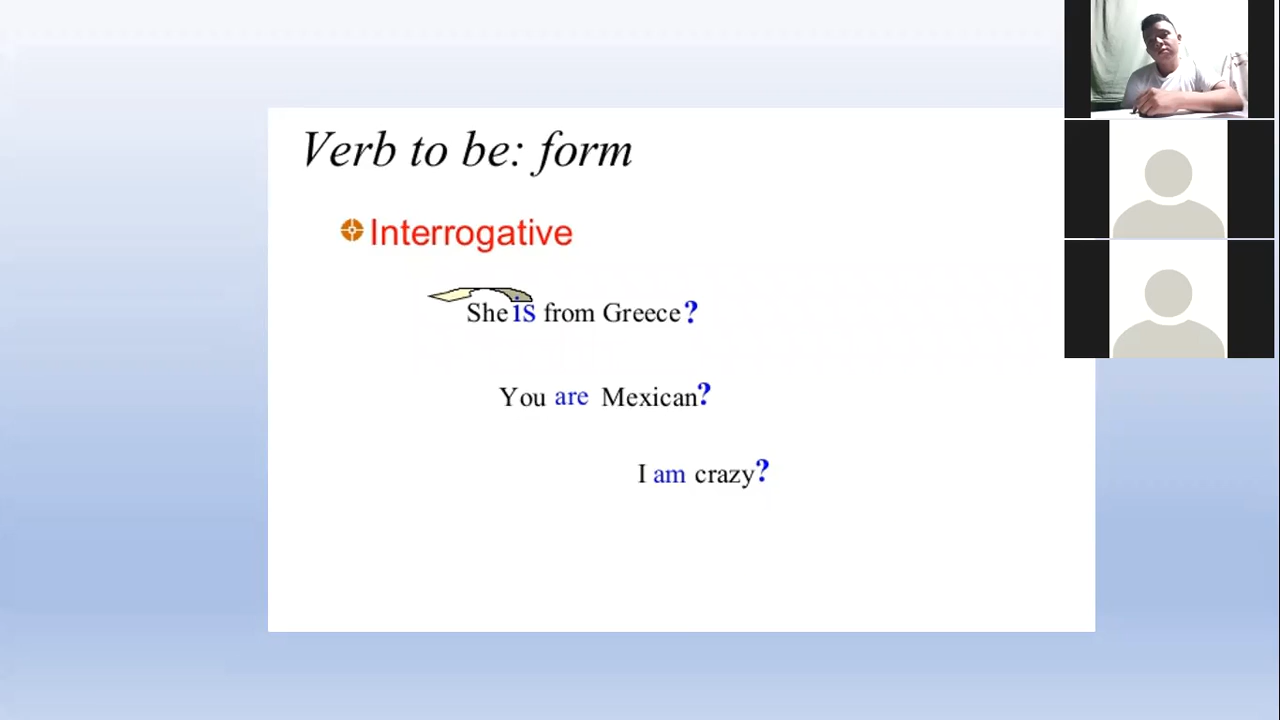 Verb to be: form
Interrogative
She is from Greece?
You are Mexican?
I am crazy?